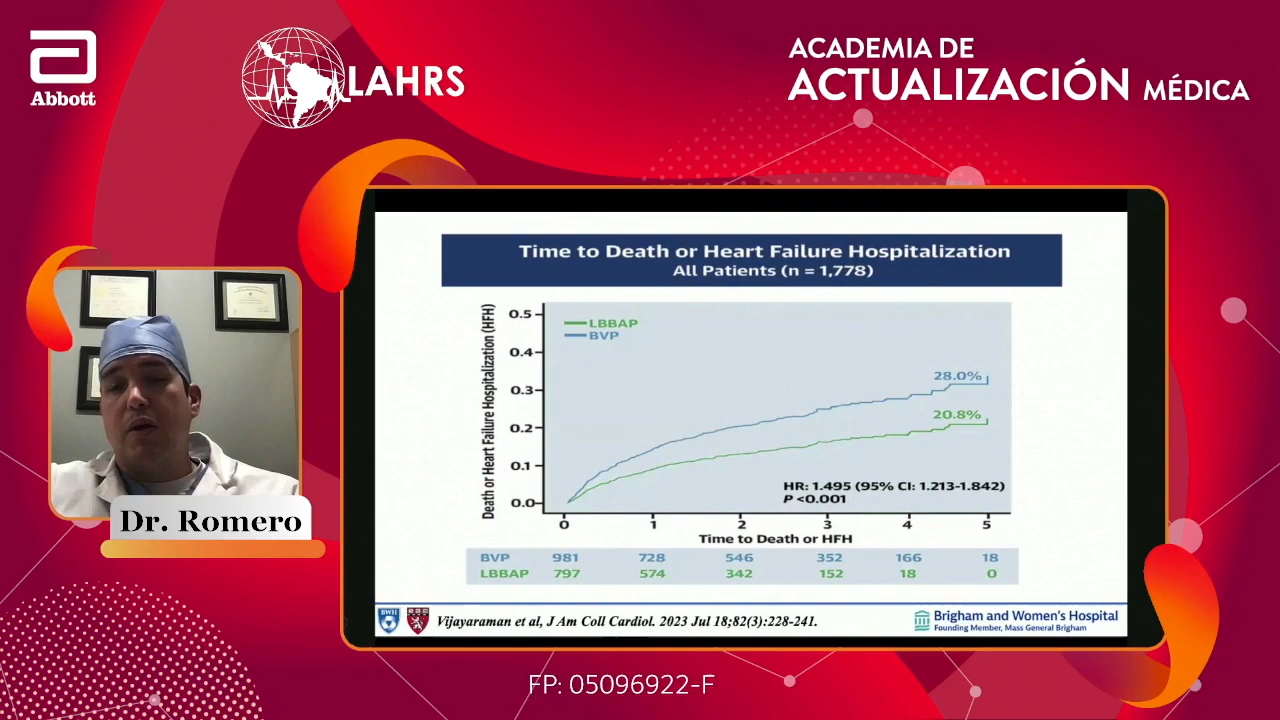 Abbott
LAHRS
ACADEMIA DE
ACTUALIZACIÓN MÉDICA
Time to Death or Heart Failure Hospitalization
All Patients (n = 1,778)
Death or Heart Failure Hospitalization (HFH)
0.5
0.4
0.3
0.2
0.1
0.0
LBBAP
BVP
28.0%
20.8%
HR: 1.495 (95% CI: 1.213-1.842)
P <0.001
0 1 2 3 4 5
Time to Death or HFH
BVP 981 728 546 352 166 18
LBBAP 797 574 342 152 18 0
BWH
Vijayaraman et al, J Am Coll Cardiol. 2023 Jul 18;82(3):228-241.
Brigham and Women's Hospital
Founding Member, Mass General Brigham
Dr. Romero
FP: 05096922-F